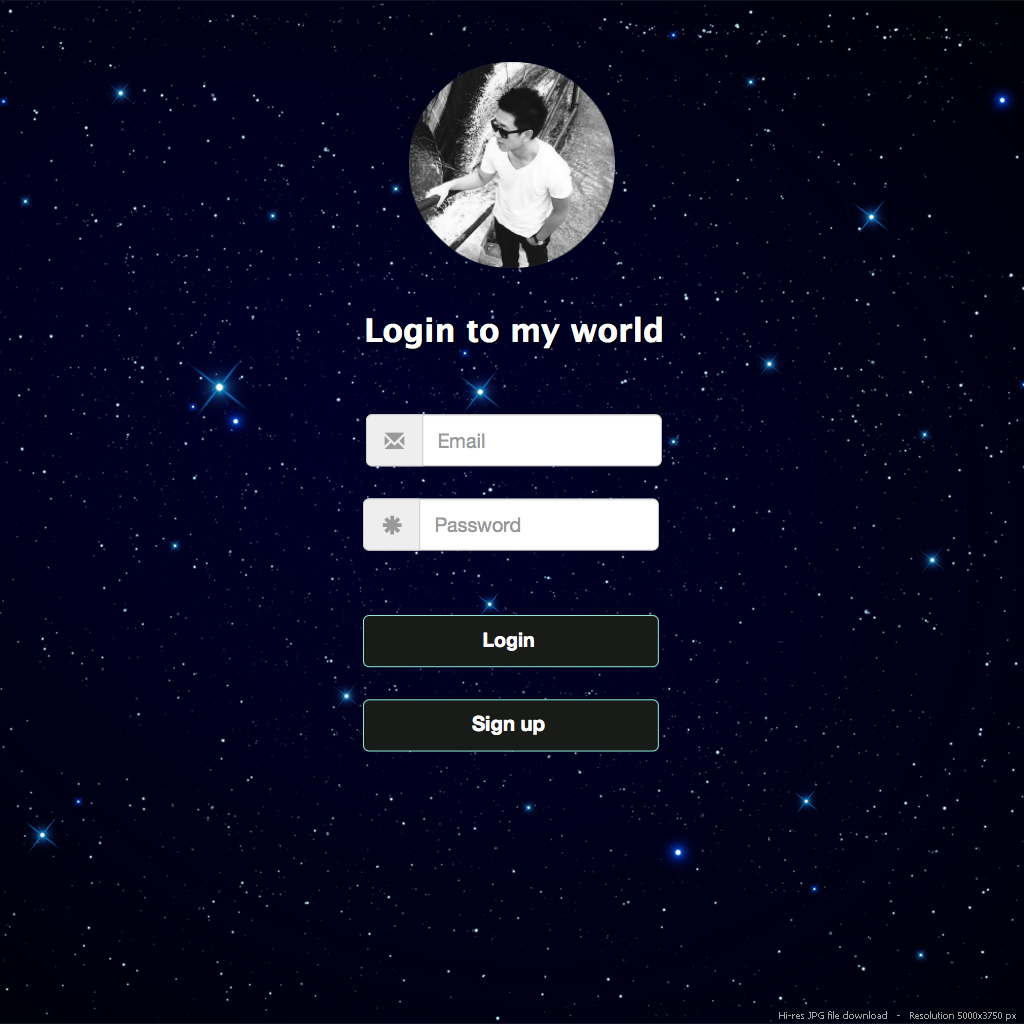 Login to my world
Email
Password
Login
Sign up
Hi-res JPG file download - Resolution 5000x3750 px